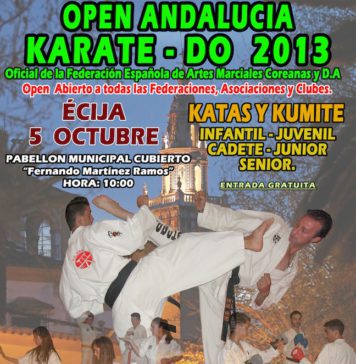 OPEN ANDALUCIA
KARATE - DO 2013
Oficial de la Federación Española de Artes Marciales Coreanas y D.A
Open Abierto a todas las Federaciones, Asociaciones y Clubes.
ÉCIJA
5 OCTUBRE
PABELLON MUNICIPAL CUBIERTO
"Fernando Martínez Ramos"
HORA: 10:00
KATAS Y KUMITE
INFANTIL - JUVENIL
CADETE - JUNIOR
SENIOR.
ENTRADA GRATUITA